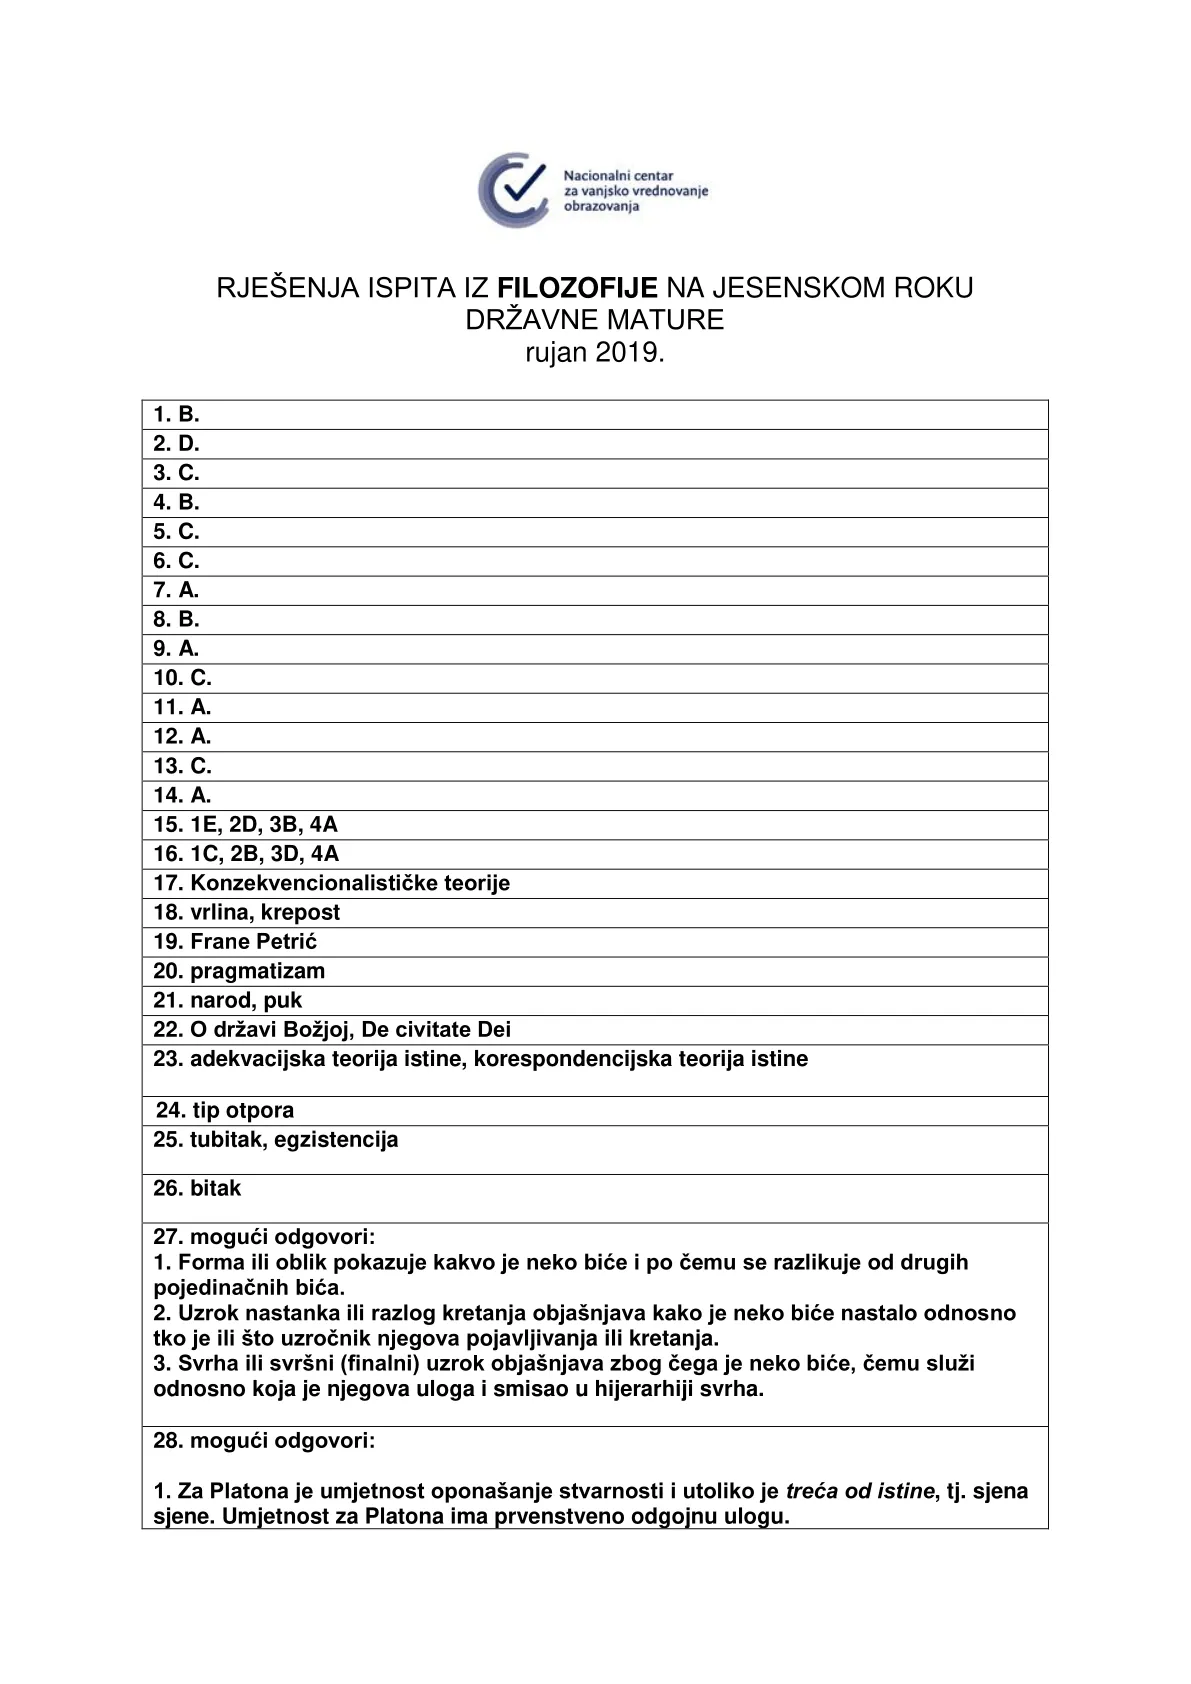 Nacionalni centar
za vanjsko vrednovanje
obrazovanja
RJEŠENJA ISPITA IZ FILOZOFIJE NA JESENSKOM ROKU
DRŽAVNE MATURE
rujan 2019.
1. B.
2. D.
3. C.
4. B.
5. C.
6. C.
7. A.
8. B.
9. A.
10. C.
11. A.
12. A.
13. C.
14. A.
15. 1E, 2D, 3B, 4A
16. 1C, 2B, 3D, 4A
17. Konzekvencionalističke teorije
18. vrlina, krepost
19. Frane Petrić
20. pragmatizam
21. narod, puk
22. O državi Božjoj, De civitate Dei
23. adekvacijska teorija istine, korespondencijska teorija istine
24. tip otpora
25. tubitak, egzistencija
26. bitak
27. mogući odgovori:
1. Forma ili oblik pokazuje kakvo je neko biće i po čemu se razlikuje od drugih
pojedinačnih bića.
2. Uzrok nastanka ili razlog kretanja objašnjava kako je neko biće nastalo odnosno
tko je ili što uzročnik njegova pojavljivanja ili kretanja.
3. Svrha ili svršni (finalni) uzrok objašnjava zbog čega je neko biće, čemu služi
odnosno koja je njegova uloga i smisao u hijerarhiji svrha.
28. mogući odgovori:
1. Za Platona je umjetnost oponašanje stvarnosti i utoliko je treća od istine, tj. sjena
sjene. Umjetnost za Platona ima prvenstveno odgojnu ulogu.